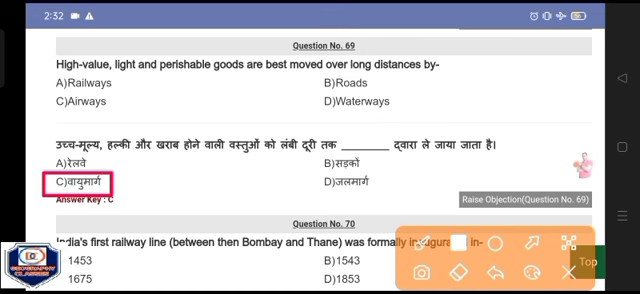 2:32
Question No. 69
High-value, light and perishable goods are best moved over long distances by-
A)Railways B)Roads
C)Airways D)Waterways
उच्च-मूल्य, हल्की और खराब होने वाली वस्तुओं को लंबी दूरी तक ________ द्वारा ले जाया जाता है।
A)रेलवे B)सड़कों
C)वायुमार्ग D)जलमार्ग
Answer Key : C Raise Objection(Question No. 69)
Question No. 70
India's first railway line (between then Bombay and Thane) was formally inaugurated in-
1453 B)1543
1675 D)1853
Top
GEOGRAPHY
CLASSES